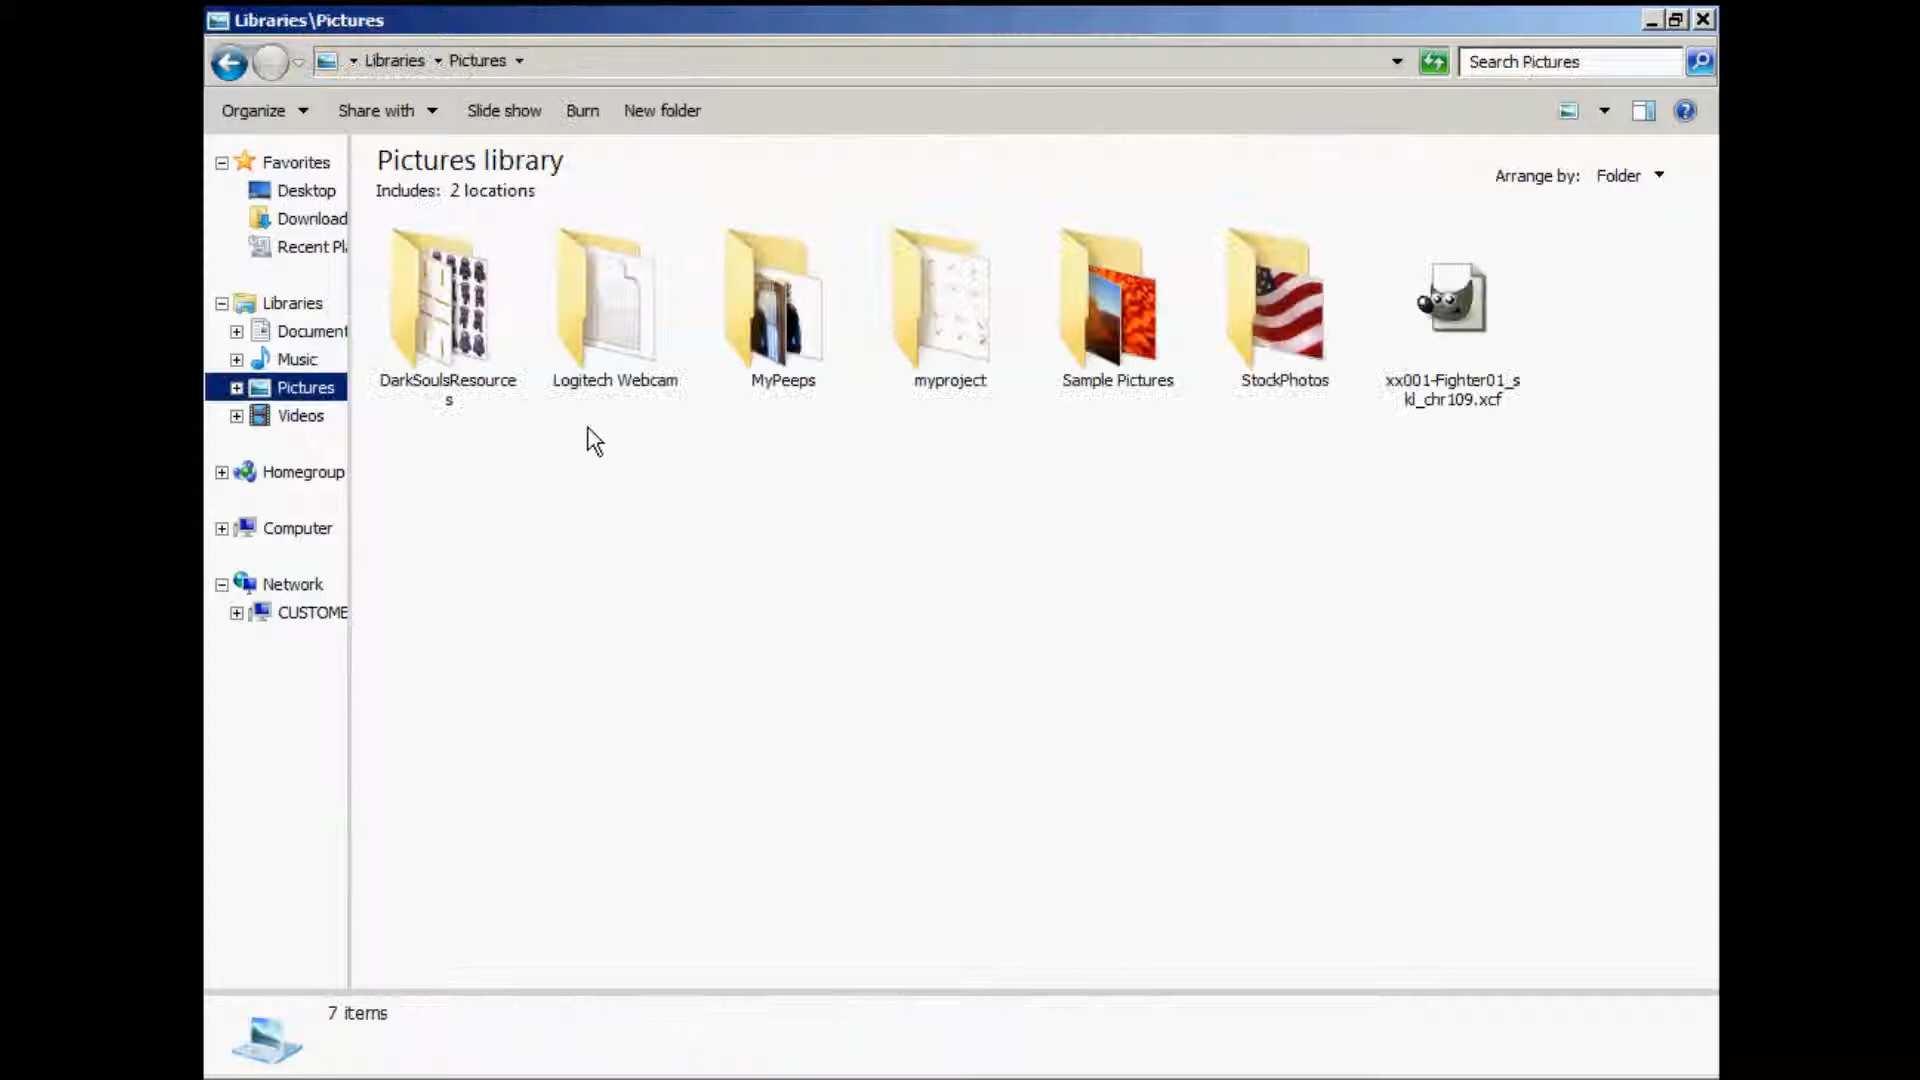 Libraries\Pictures
Libraries Pictures
Search Pictures
Organize Share with Slide show Burn New folder
Favorites
Desktop
Download
Recent Pl
Libraries
Document
Music
Pictures
Videos
Homegroup
Computer
Network
CUSTOME
Pictures library
Includes: 2 locations
Arrange by: Folder
DarkSoulsResource
s
Logitech Webcam
MyPeeps
myproject
Sample Pictures
StockPhotos
xx001-Fighter01_s
kl_chr109.xcf
7 items